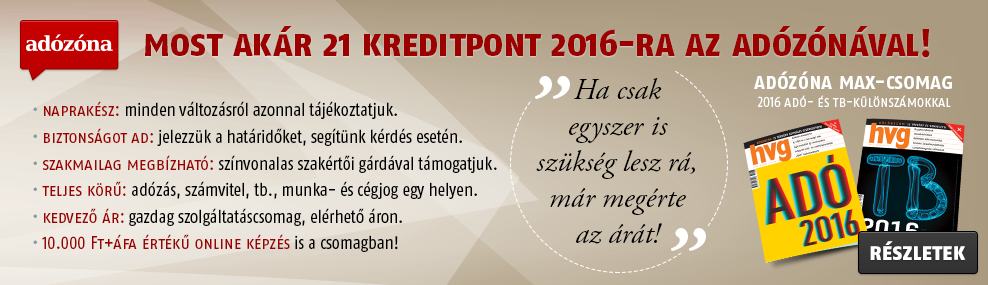 adózóna
MOST AKÁR 21 KREDITPONT 2016-RA AZ ADÓZÓNÁVAL!
• NAPRAKÉSZ: minden változásról azonnal tájékoztatjuk.
• BIZTONSÁGOT AD: jelezzük a határidőket, segítünk kérdés esetén.
• SZAKMAILAG MEGBÍZHATÓ: színvonalas szakértői gárdával támogatjuk.
• TELJES KÖRŰ: adózás, számvitel, tb., munka- és cégjog egy helyen.
• KEDVEZŐ ÁR: gazdag szolgáltatáscsomag, elérhető áron.
• 10.000 FT+ÁFA ÉRTÉKŰ ONLINE KÉPZÉS is a csomagban!
”Ha csak
egyszer is
szükség lesz rá,
már megérte
az árát!”
ADÓZÓNA MAX-CSOMAG
2016 ADÓ- ÉS TB-KÜLÖNSZÁMOKKAL
hvg
ADÓ
2016
hvg
TB
2016
RÉSZLETEK